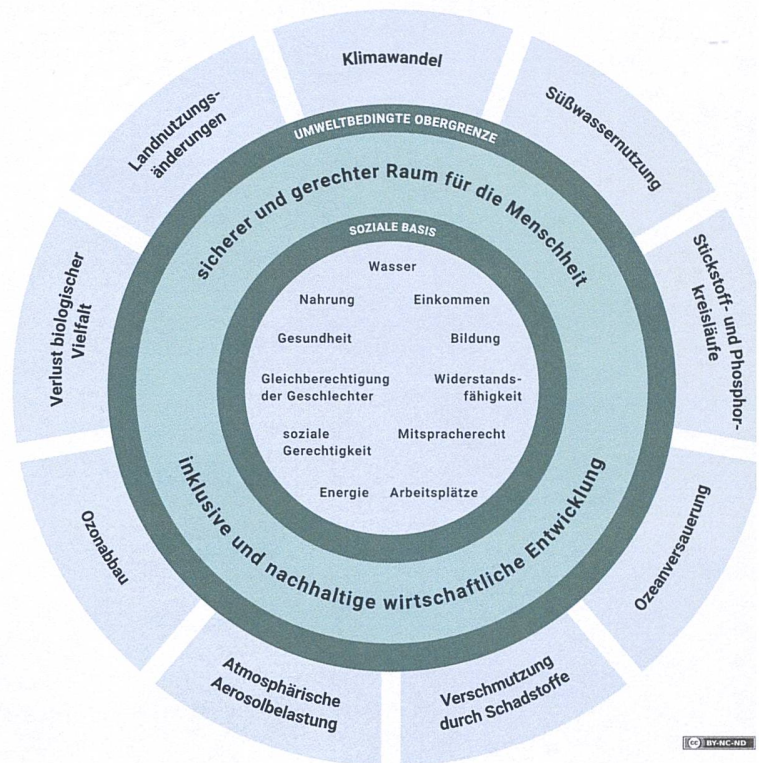 Klimawandel
Süßwassernutzung
Stickstoff- und Phosphor-
kreisläufe
Ozeanversauerung
Verschmutzung
durch Schadstoffe
Atmosphärische
Aerosolbelastung
Ozonabbau
Verlust biologischer
Vielfalt
Landnutzungs-
änderungen
UMWELTBEDINGTE OBERGRENZE
sicherer und gerechter Raum für die Menschheit
SOZIALE BASIS
Wasser
Nahrung
Einkommen
Gesundheit
Bildung
Gleichberechtigung
der Geschlechter
Widerstands-
fähigkeit
soziale
Gerechtigkeit
Mitspracherecht
Energie
Arbeitsplätze
inklusive und nachhaltige wirtschaftliche Entwicklung
cc BY-NC-ND